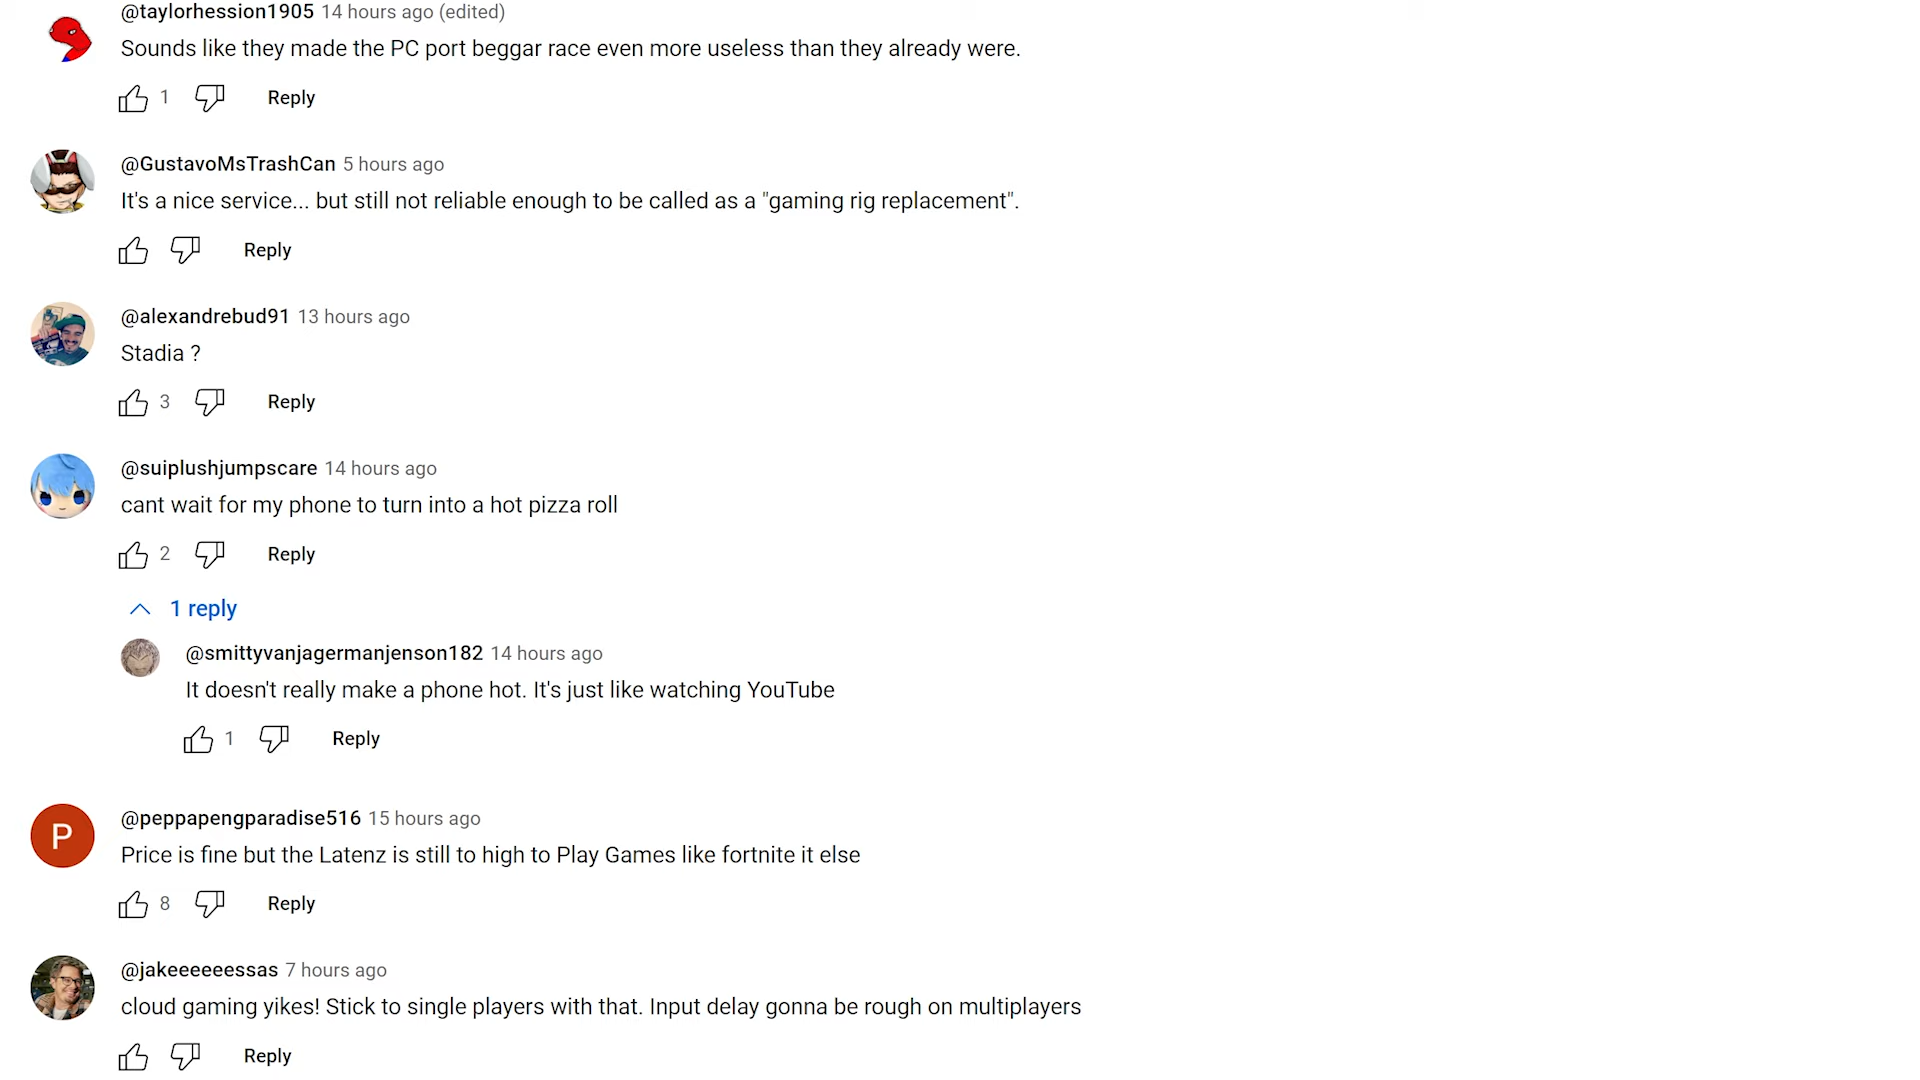 @taylorhession1905 14 hours ago (edited)
Sounds like they made the PC port beggar race even more useless than they already were.
1 Reply
@GustavoMsTrashCan 5 hours ago
It's a nice service... but still not reliable enough to be called as a "gaming rig replacement".
Reply
@alexandrebud91 13 hours ago
Stadia ?
3 Reply
@suiplushjumpscare 14 hours ago
cant wait for my phone to turn into a hot pizza roll
2 Reply
1 reply
@smittyvanjagermanjenson182 14 hours ago
It doesn't really make a phone hot. It's just like watching YouTube
1 Reply
P
@peppapengparadise516 15 hours ago
Price is fine but the Latenz is still to high to Play Games like fortnite it else
8 Reply
@jakeeeeeessas 7 hours ago
cloud gaming yikes! Stick to single players with that. Input delay gonna be rough on multiplayers
Reply